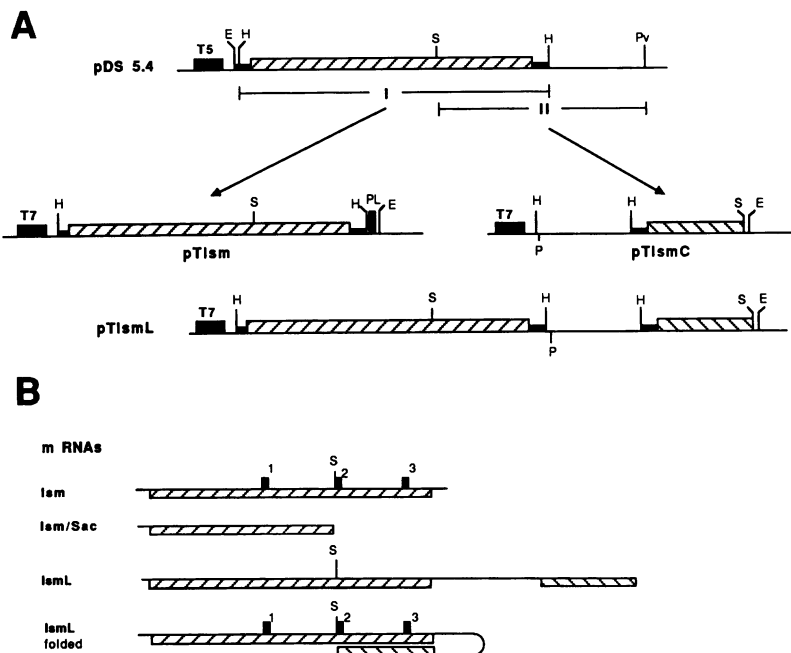 A
E H S H Pv
T5
pDS 5.4
I
II
H S H PL E
T7
pTIsm
H H S E
T7
P
pTIsmC
H S H H S E
T7
pTIsmL
P
B
m RNAs
S
1 2 3
Ism
Ism/Sac
S
IsmL
S
1 2 3
IsmL
folded